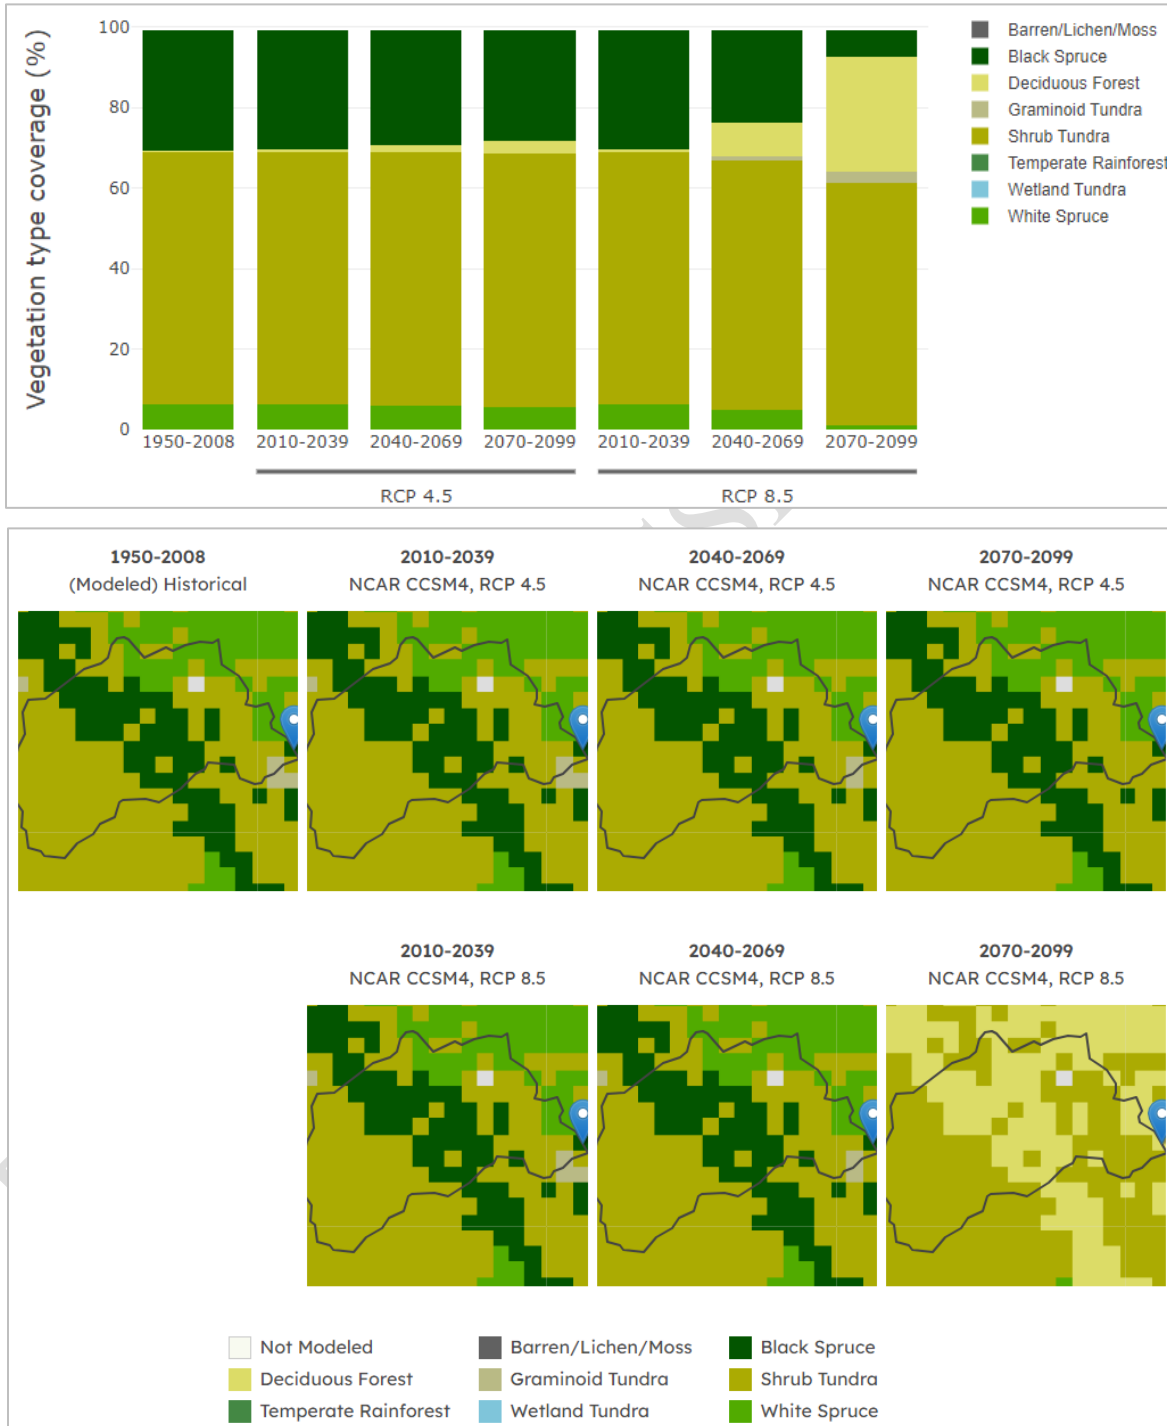 Vegetation type coverage (%)
100
80
60
40
20
0
1950-2008
2010-2039
2040-2069
2070-2099
2010-2039
2040-2069
2070-2099
RCP 4.5
RCP 8.5
Barren/Lichen/Moss
Black Spruce
Deciduous Forest
Graminoid Tundra
Shrub Tundra
Temperate Rainforest
Wetland Tundra
White Spruce
1950-2008
(Modeled) Historical
2010-2039
NCAR CCSM4, RCP 4.5
2040-2069
NCAR CCSM4, RCP 4.5
2070-2099
NCAR CCSM4, RCP 4.5
2010-2039
NCAR CCSM4, RCP 8.5
2040-2069
NCAR CCSM4, RCP 8.5
2070-2099
NCAR CCSM4, RCP 8.5
Not Modeled
Barren/Lichen/Moss
Black Spruce
Deciduous Forest
Graminoid Tundra
Shrub Tundra
Temperate Rainforest
Wetland Tundra
White Spruce